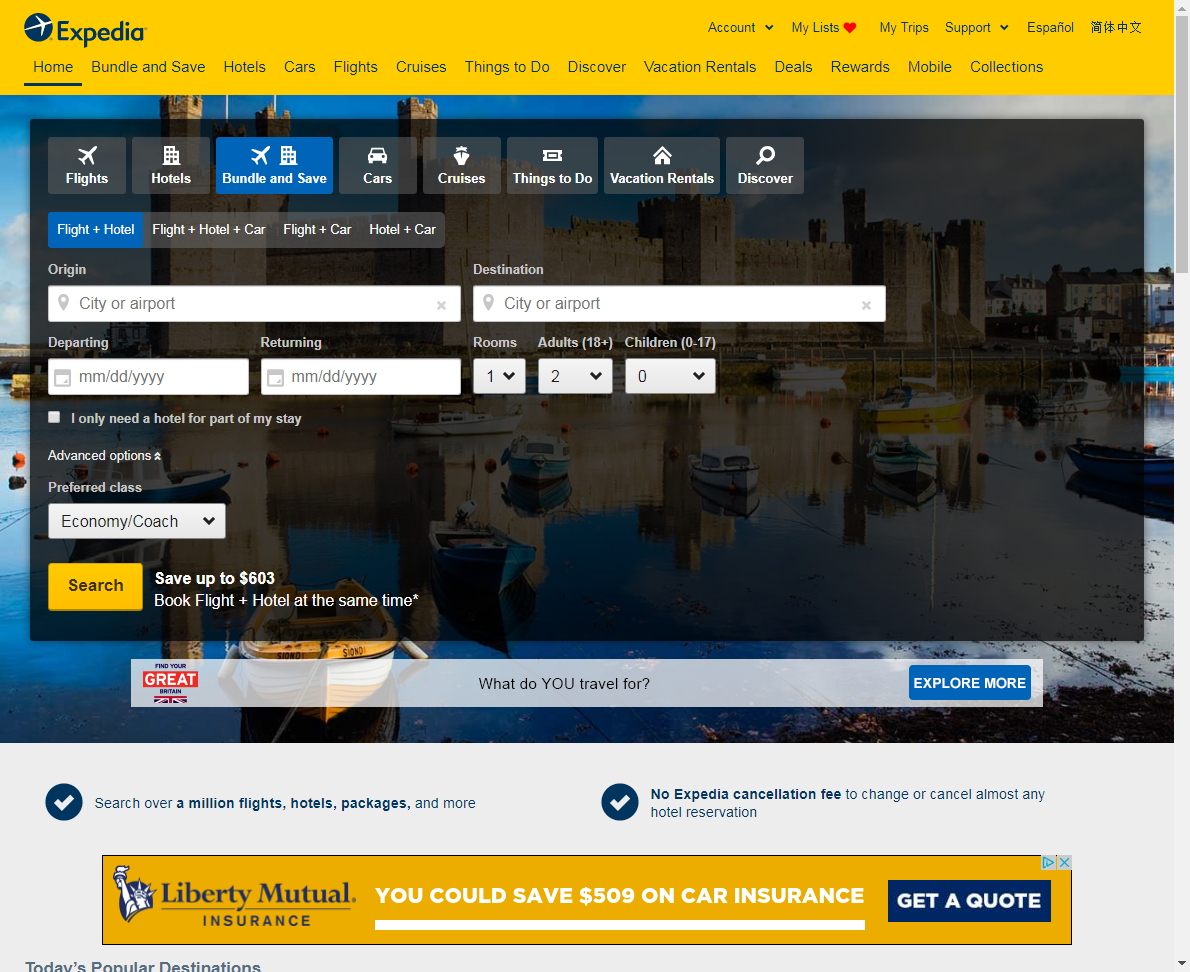 Expedia
Account My Lists My Trips Support Español 简体中文
Home Bundle and Save Hotels Cars Flights Cruises Things to Do Discover Vacation Rentals Deals Rewards Mobile Collections
Flights Hotels Bundle and Save Cars Cruises Things to Do Vacation Rentals Discover
Flight + Hotel Flight + Hotel + Car Flight + Car Hotel + Car
Origin Destination
City or airport City or airport
Departing Returning Rooms Adults (18+) Children (0-17)
mm/dd/yyyy mm/dd/yyyy 1 2 0
I only need a hotel for part of my stay
Advanced options
Preferred class
Economy/Coach
Search
Save up to $603
Book Flight + Hotel at the same time*
SIONDI SIONDI
FIND YOUR
GREAT
BRITAIN
What do YOU travel for?
EXPLORE MORE
Search over a million flights, hotels, packages, and more
No Expedia cancellation fee to change or cancel almost any
hotel reservation
Liberty Mutual.
INSURANCE
YOU COULD SAVE $509 ON CAR INSURANCE
GET A QUOTE
Today's Popular Destinations